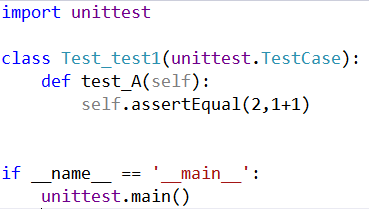 import unittest
class Test_test1(unittest.TestCase):
    def test_A(self):
        self.assertEqual(2,1+1)
if __name__ == '__main__':
    unittest.main()